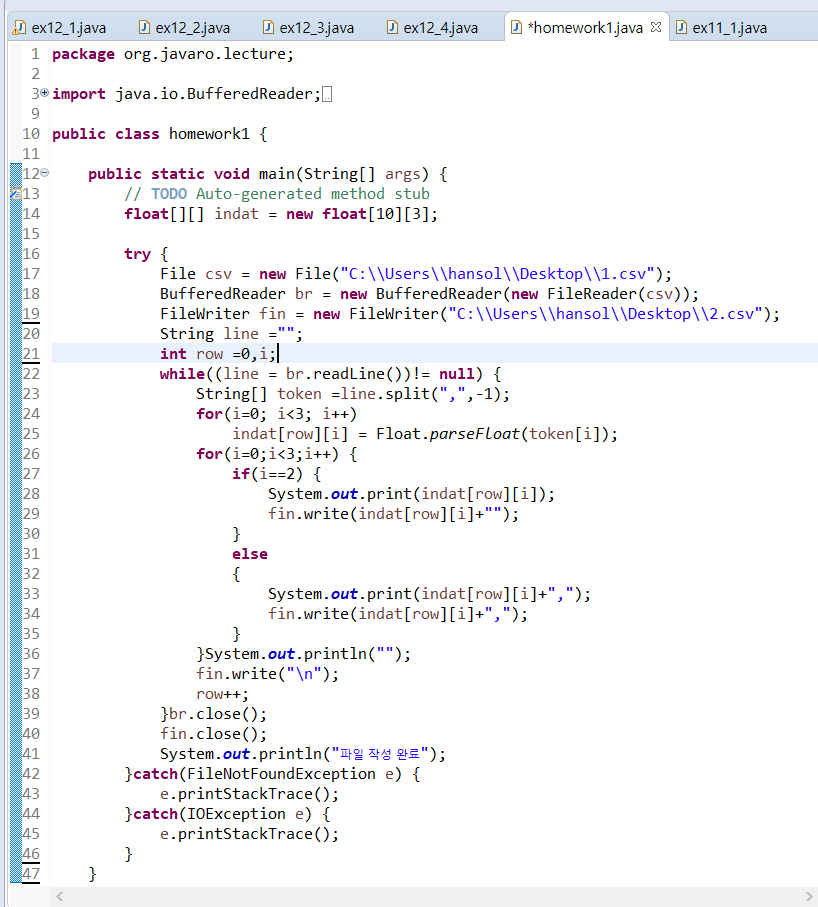 ex12_1.java ex12_2.java ex12_3.java ex12_4.java *homework1.java ex11_1.java
1 package org.javaro.lecture;
2
3 import java.io.BufferedReader;
9
10 public class homework1 {
11
12     public static void main(String[] args) {
13         // TODO Auto-generated method stub
14         float[][] indat = new float[10][3];
15
16         try {
17             File csv = new File("C:\\Users\\hansol\\Desktop\\1.csv");
18             BufferedReader br = new BufferedReader(new FileReader(csv));
19             FileWriter fin = new FileWriter("C:\\Users\\hansol\\Desktop\\2.csv");
20             String line ="";
21             int row =0,i;
22             while((line = br.readLine())!= null) {
23                 String[] token =line.split(",",-1);
24                 for(i=0; i<3; i++)
25                     indat[row][i] = Float.parseFloat(token[i]);
26                 for(i=0;i<3;i++) {
27                     if(i==2) {
28                         System.out.print(indat[row][i]);
29                         fin.write(indat[row][i]+"");
30                     }
31                     else
32                     {
33                         System.out.print(indat[row][i]+",");
34                         fin.write(indat[row][i]+",");
35                     }
36                 }System.out.println("");
37                 fin.write("\n");
38                 row++;
39             }br.close();
40             fin.close();
41             System.out.println("파일 작성 완료");
42         }catch(FileNotFoundException e) {
43             e.printStackTrace();
44         }catch(IOException e) {
45             e.printStackTrace();
46         }
47     }